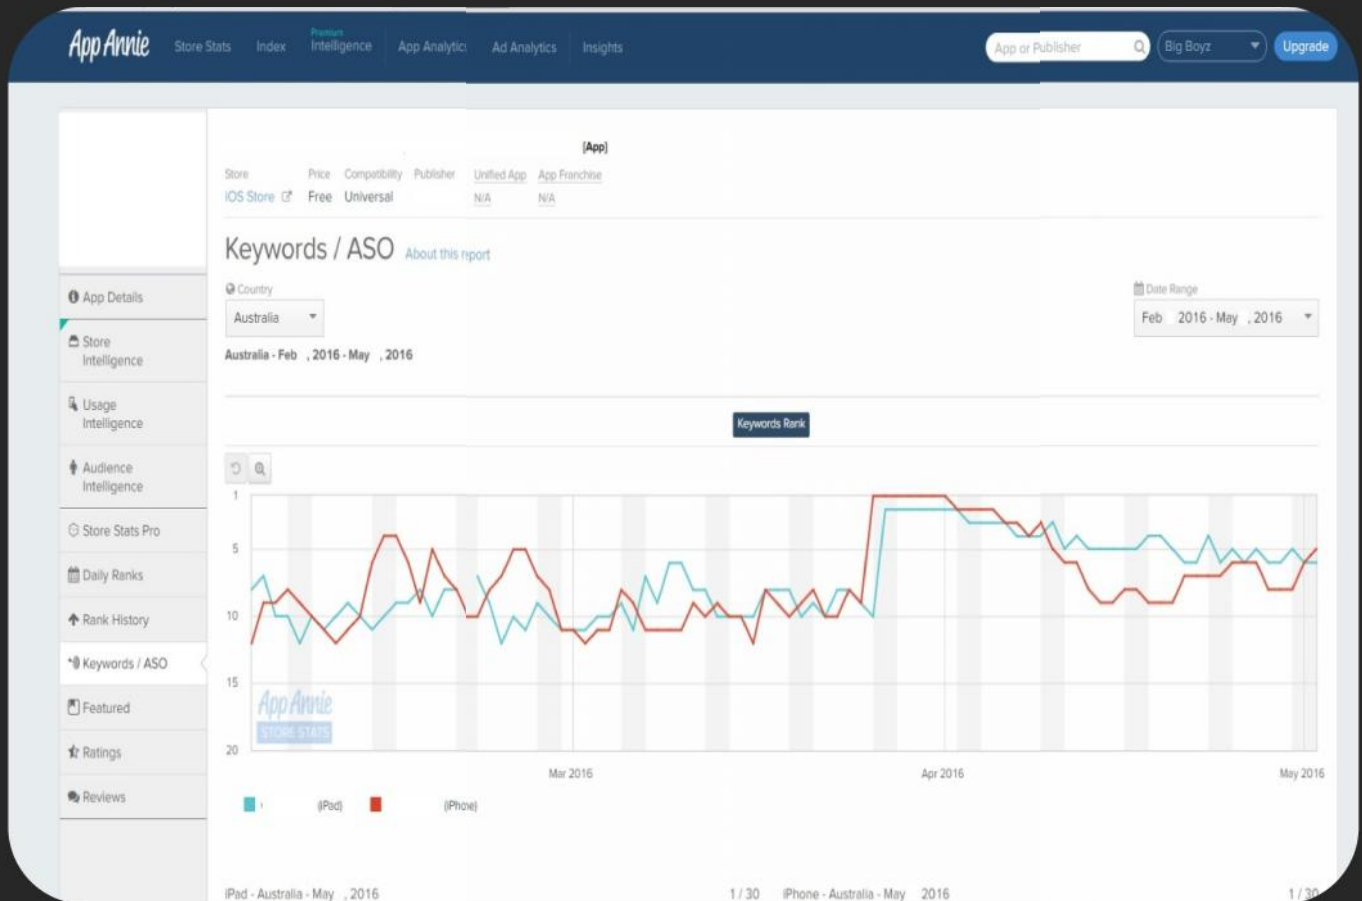 App Annie Store Stats Index Premium Intelligence App Analytics Ad Analytics Insights App or Publisher Big Boyz Upgrade
[App]
Store Price Compatibility Publisher Unified App App Franchise
iOS Store Free Universal N/A N/A
Keywords / ASO About this report
Country Date Range
Australia Feb 2016 - May , 2016
Australia - Feb , 2016 - May , 2016
App Details
Store
Intelligence
Usage
Intelligence
Audience
Intelligence
Store Stats Pro
Daily Ranks
Rank History
Keywords / ASO
Featured
Ratings
Reviews
Keywords Rank
1
5
10
15
20
App Annie
STORE STATS
Mar 2016 Apr 2016 May 2016
(iPad) (iPhone)
iPad - Australia - May , 2016 1 / 30 iPhone - Australia - May 2016 1 / 30